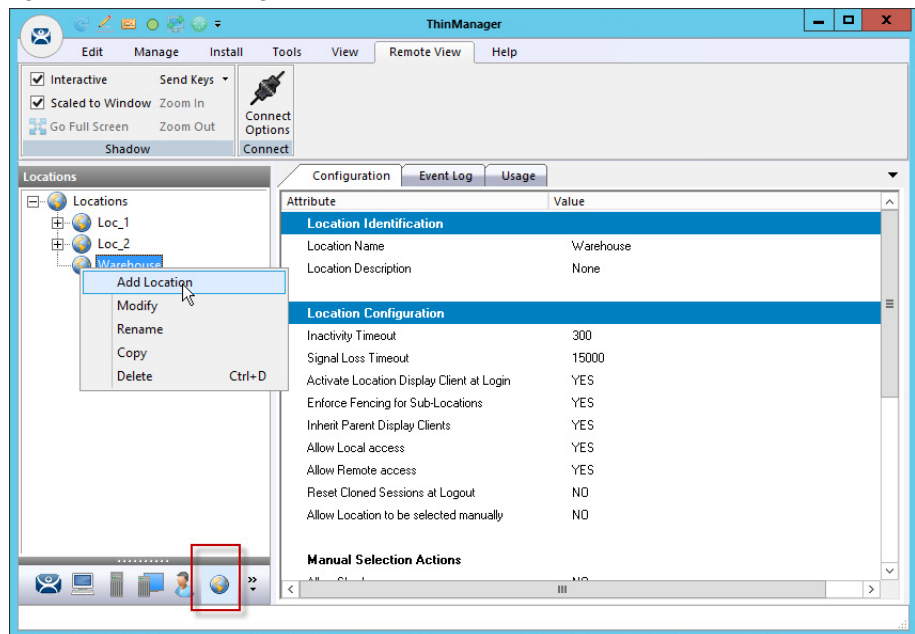 ThinManager
Edit Manage Install Tools View Remote View Help
Interactive Send Keys
Scaled to Window Zoom In
Go Full Screen Zoom Out
Connect Options
Shadow Connect
Locations
Configuration Event Log Usage
Locations
Loc_1
Loc_2
Warehouse
Add Location
Modify
Rename
Copy
Delete Ctrl+D
Attribute Value
Location Identification
Location Name Warehouse
Location Description None
Location Configuration
Inactivity Timeout 300
Signal Loss Timeout 15000
Activate Location Display Client at Login YES
Enforce Fencing for Sub-Locations YES
Inherit Parent Display Clients YES
Allow Local access YES
Allow Remote access YES
Reset Cloned Sessions at Logout NO
Allow Location to be selected manually NO
Manual Selection Actions